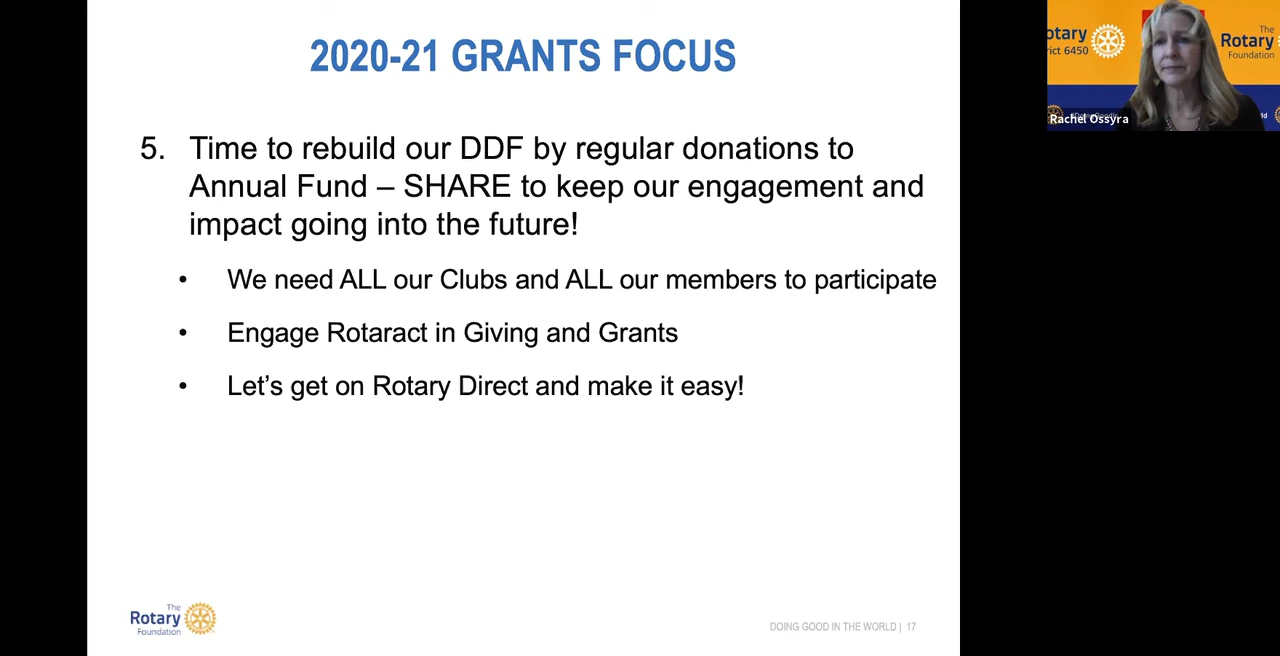 2020-21 GRANTS FOCUS
5. Time to rebuild our DDF by regular donations to
Annual Fund – SHARE to keep our engagement and
impact going into the future!
• We need ALL our Clubs and ALL our members to participate
• Engage Rotaract in Giving and Grants
• Let’s get on Rotary Direct and make it easy!
The
Rotary
Foundation
DOING GOOD IN THE WORLD | 17
otary
rict 6450
The
Rotary
Foundation
Rachel Ossyra